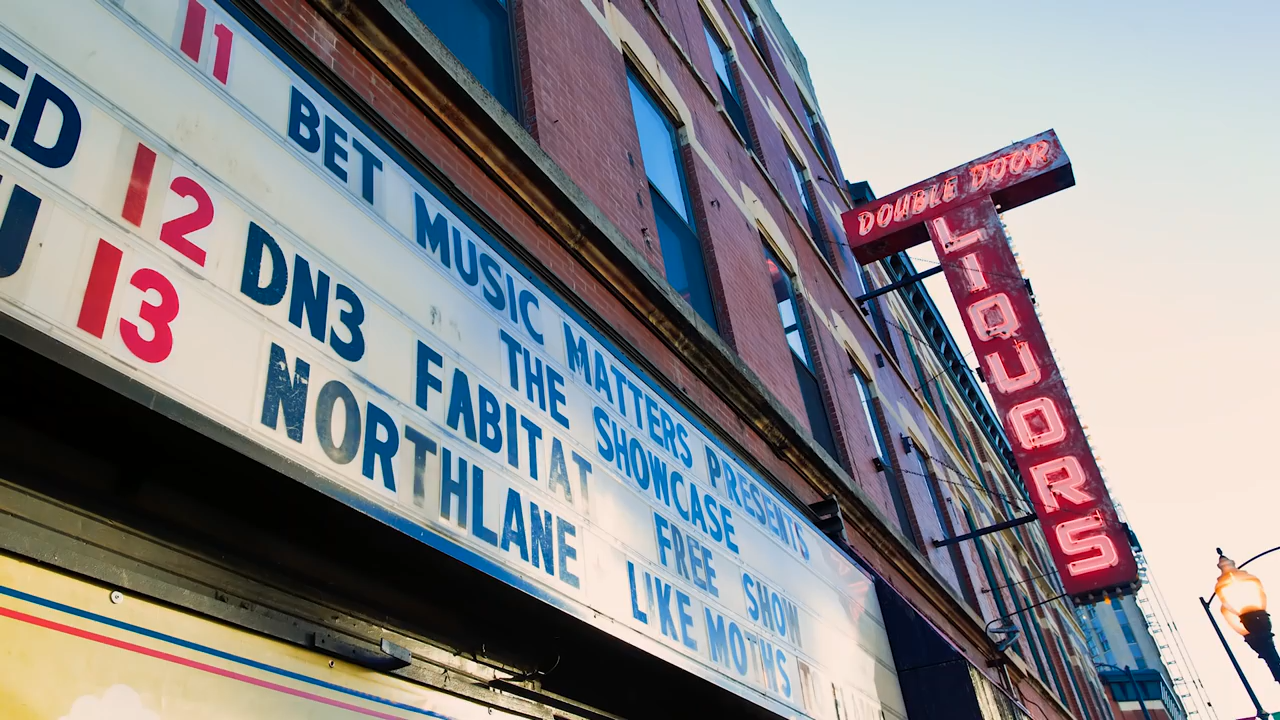 11 BET MUSIC MATTERS PRESENTS
THE SHOWCASE
12 DN3 FABITAT FREE SHOW
13 NORTHLANE LIKE MOTHS
DOUBLE DOOR
LIQUORS